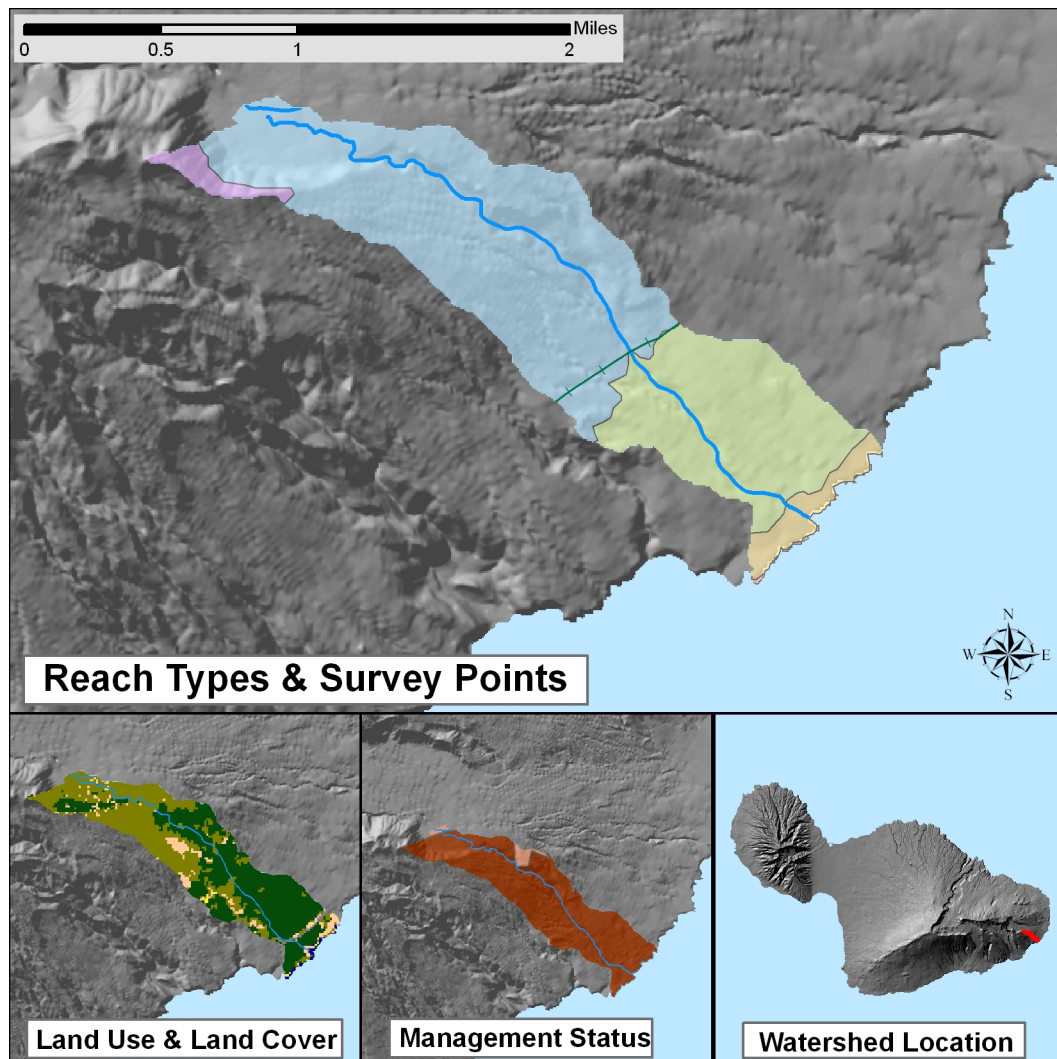 Miles
0 0.5 1 2
N
W E
S
Reach Types & Survey Points
Land Use & Land Cover
Management Status
Watershed Location